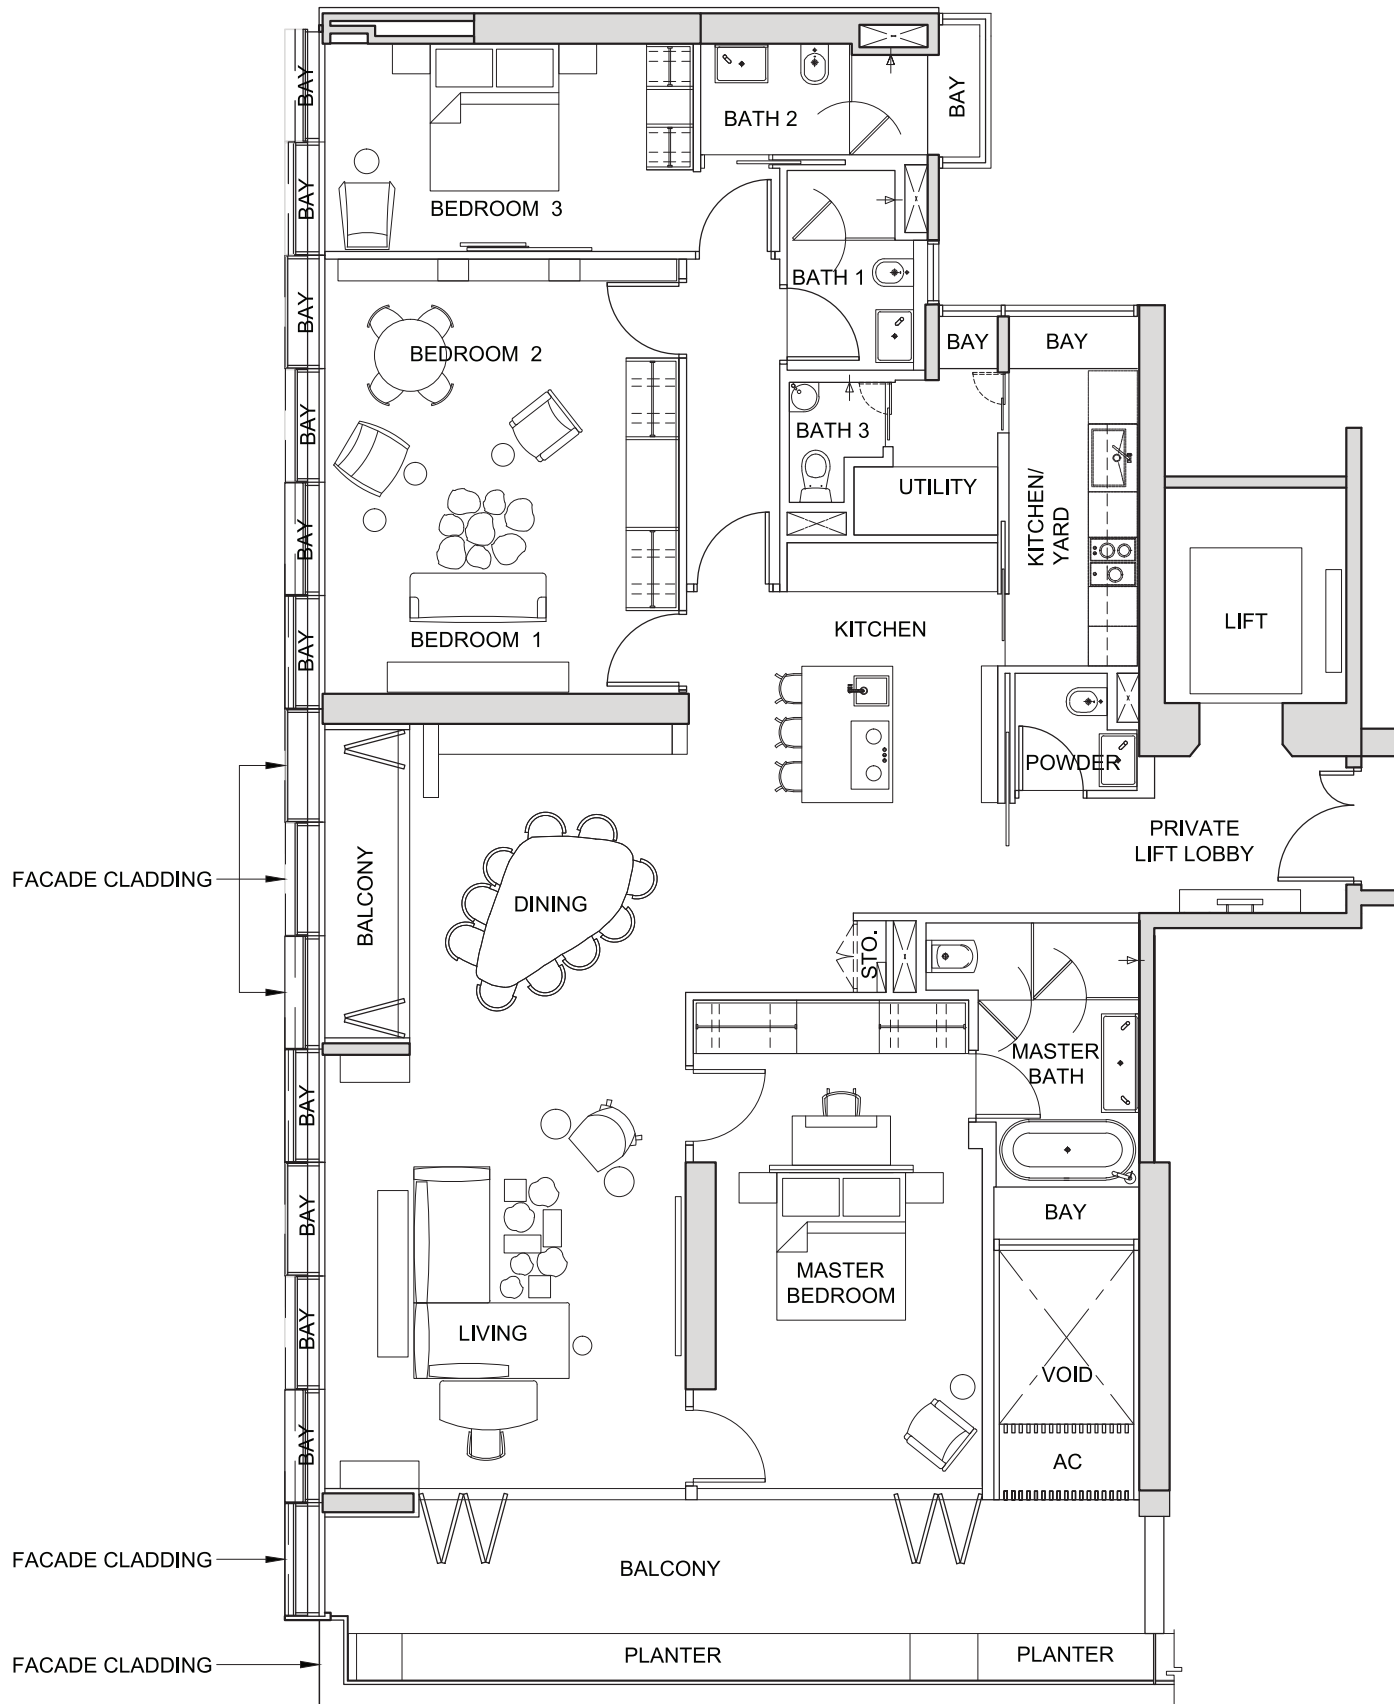 BAY
BAY
BATH 2
BAY
BEDROOM 3
BAY
BATH 1
BAY
BEDROOM 2
BAY
BAY
BAY
BATH 3
UTILITY
KITCHEN/
YARD
BAY
LIFT
KITCHEN
BEDROOM 1
BAY
POWDER
PRIVATE
LIFT LOBBY
FACADE CLADDING
BALCONY
DINING
STO.
MASTER
BATH
BAY
BAY
BAY
MASTER
BEDROOM
LIVING
BAY
VOID
BAY
AC
FACADE CLADDING
BALCONY
FACADE CLADDING
PLANTER
PLANTER